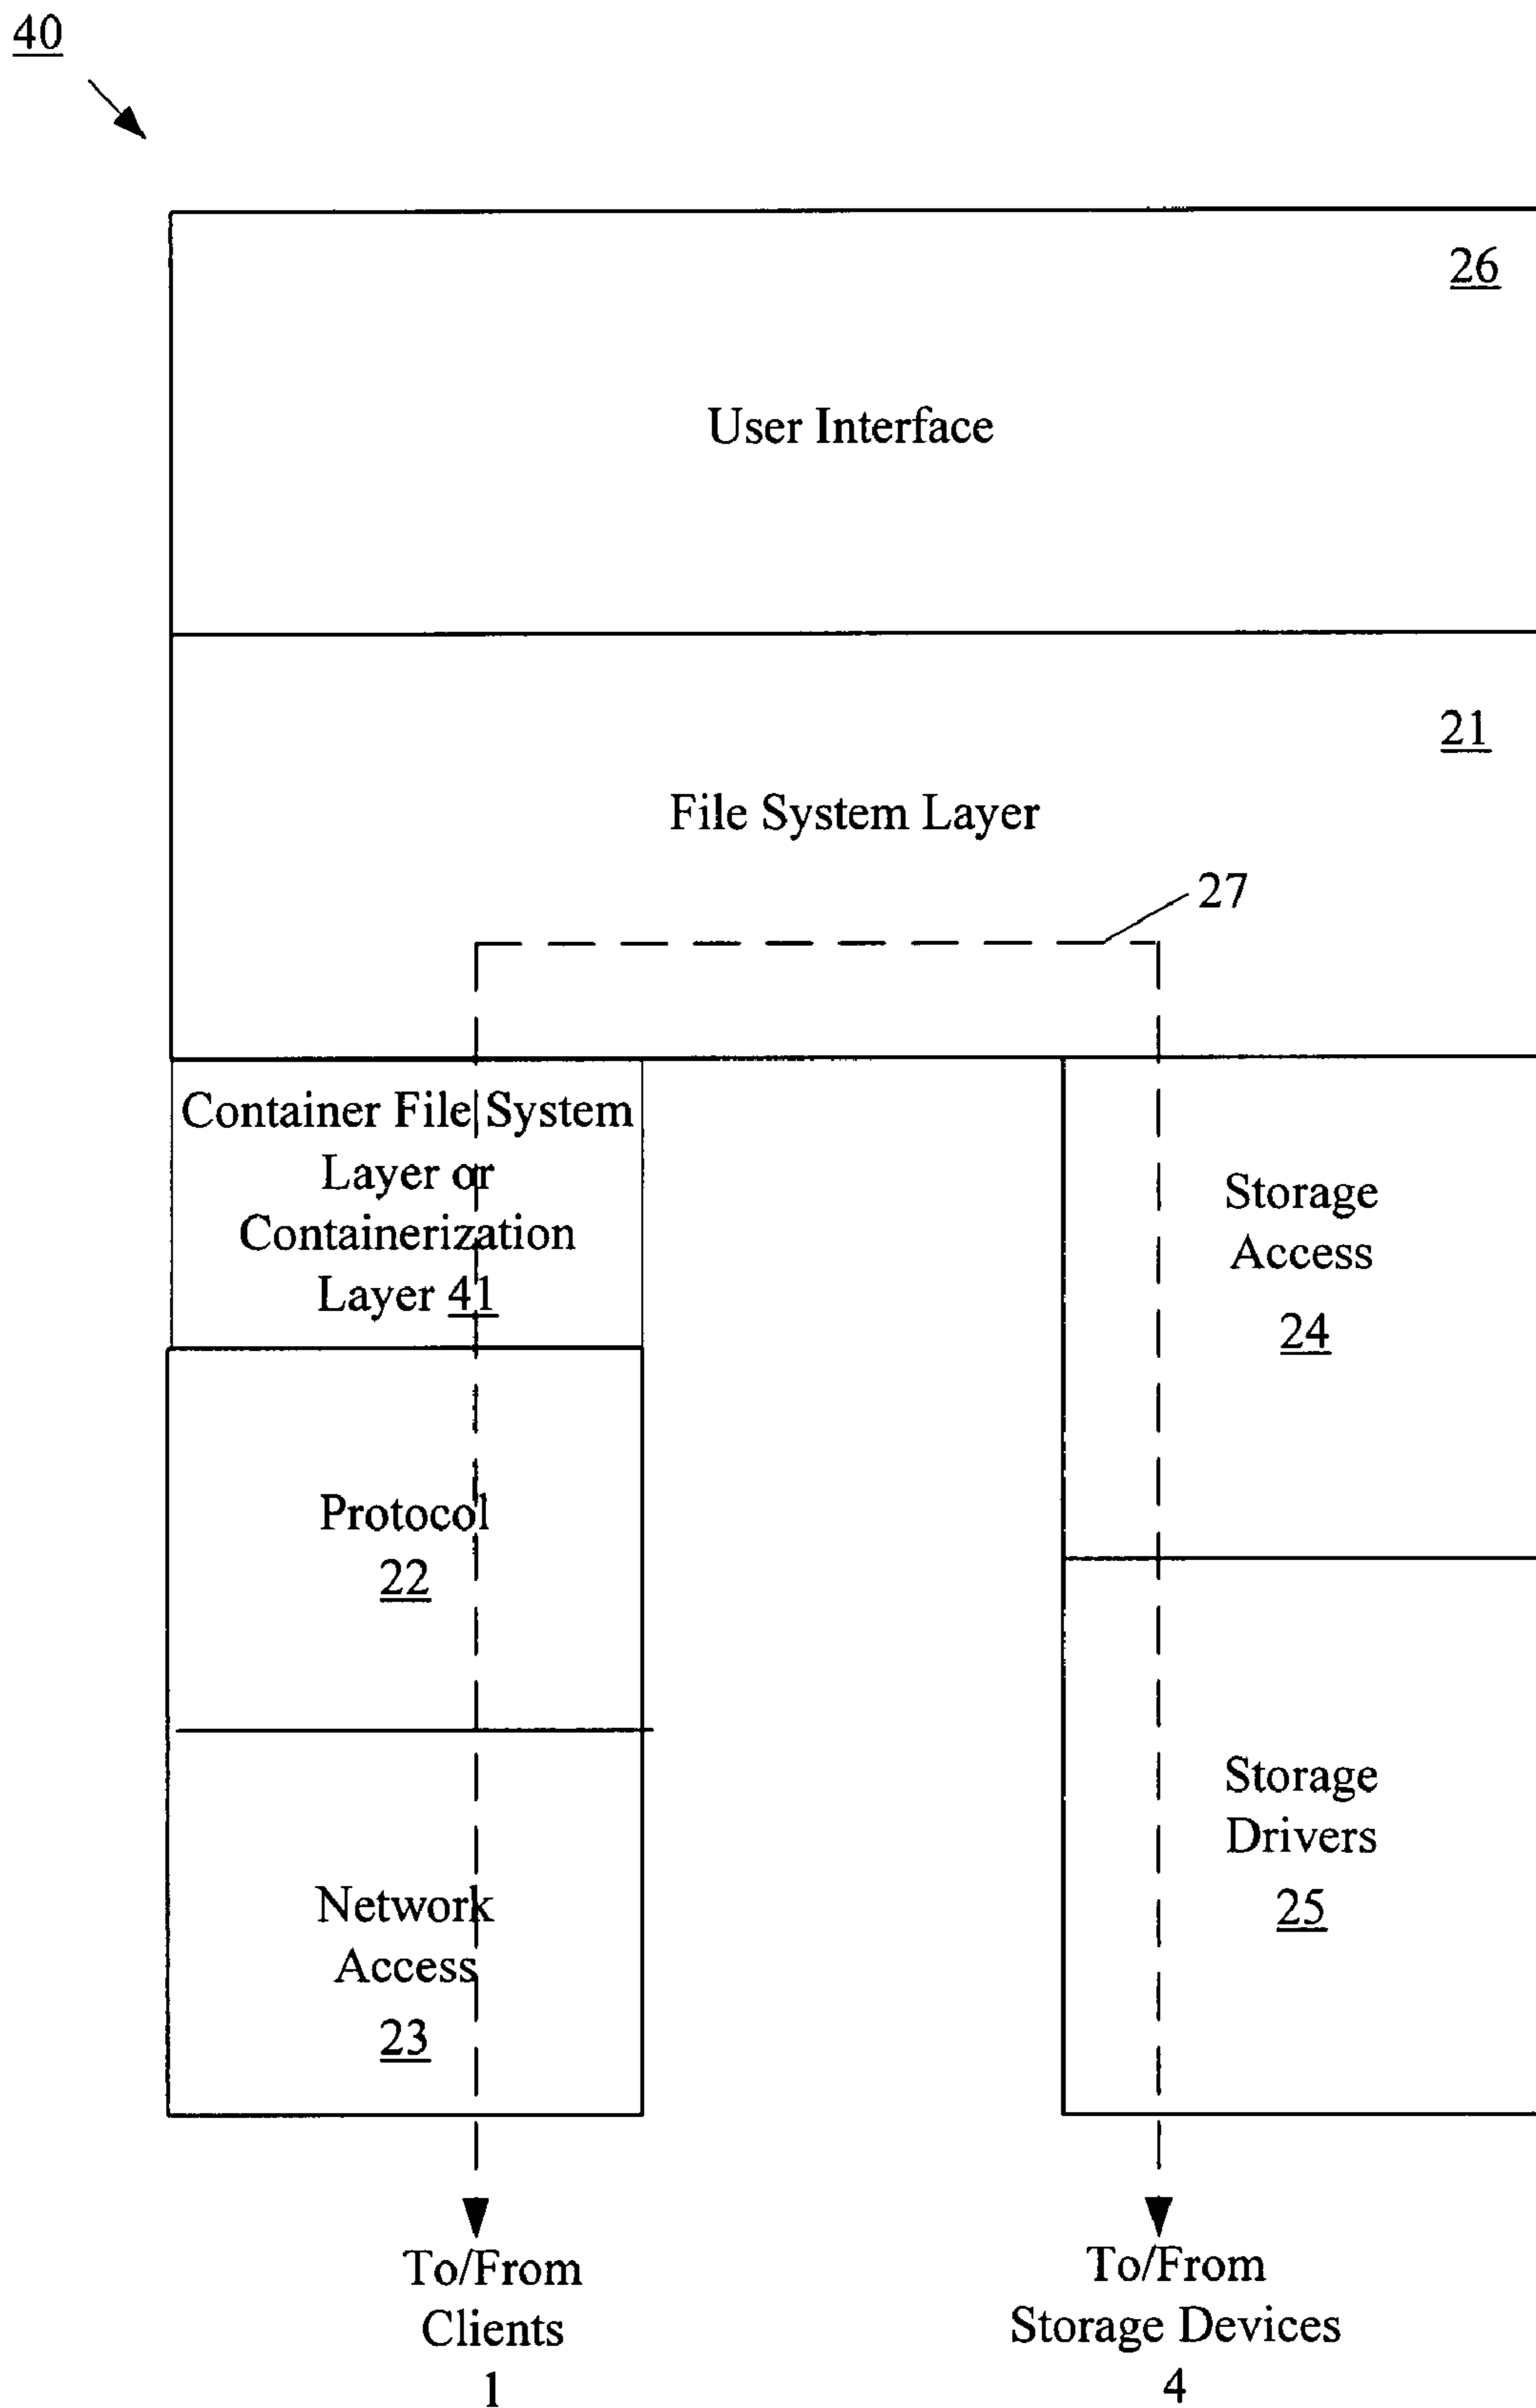 40
26
User Interface
21
File System Layer
27
Container File System
Layer or
Containerization
Layer 41
Storage
Access
24
Protocol
22
Storage
Drivers
25
Network
Access
23
To/From
Clients
1
To/From
Storage Devices
4